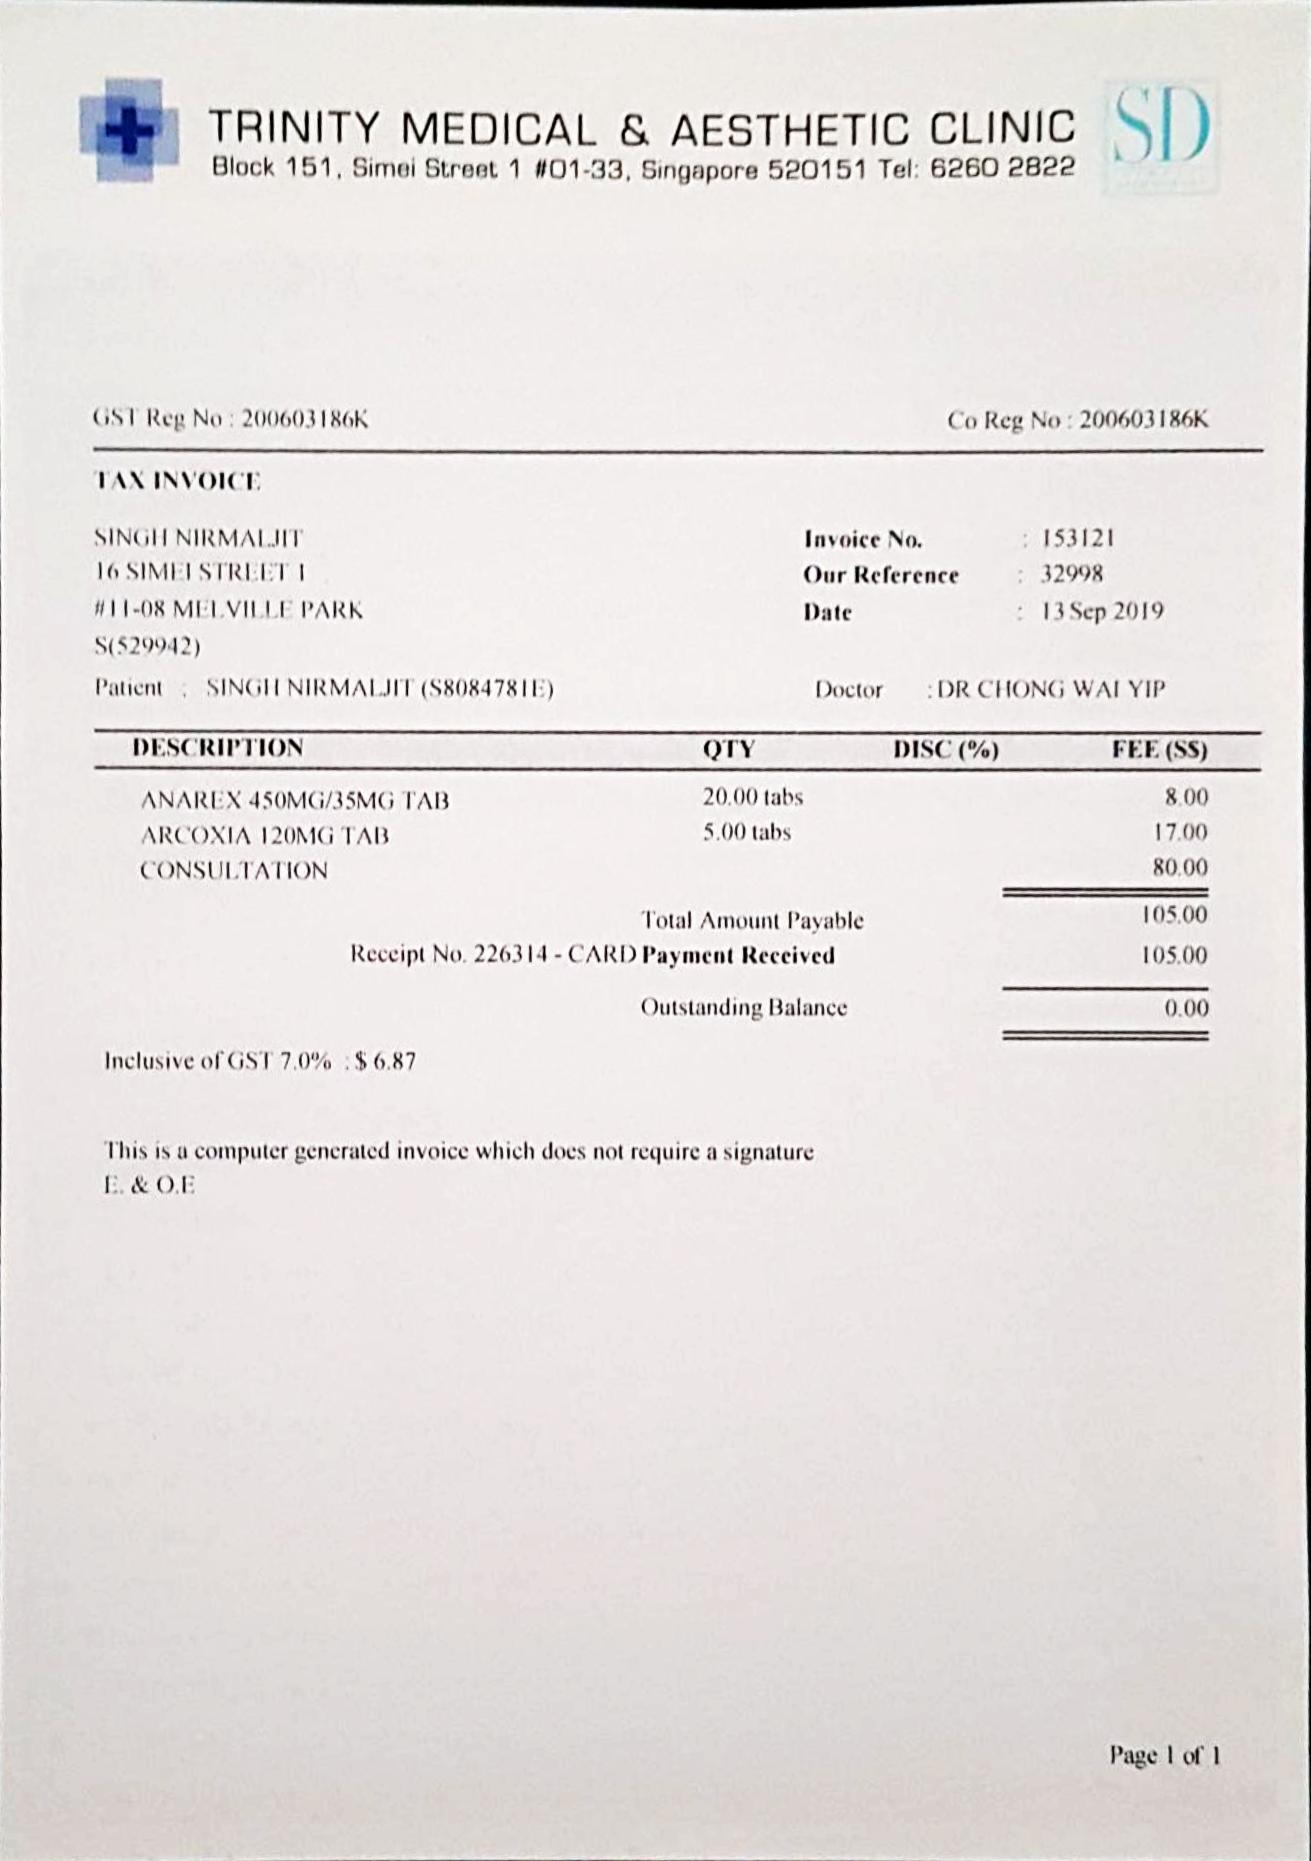 TRINITY MEDICAL & AESTHETIC CLINIC SD
Block 151, Simei Street 1 #01-33, Singapore 520151 Tel: 6260 2822
GST Reg No : 200603186K Co Reg No : 200603186K
TAX INVOICE
SINGH NIRMALJIT Invoice No. : 153121
16 SIMEI STREET 1 Our Reference : 32998
#11-08 MELVILLE PARK Date : 13 Sep 2019
S(529942)
Patient : SINGH NIRMALJIT (S8084781E) Doctor : DR CHONG WAI YIP
DESCRIPTION QTY DISC (%) FEE (S$)
ANAREX 450MG/35MG TAB 20.00 tabs 8.00
ARCOXIA 120MG TAB 5.00 tabs 17.00
CONSULTATION 80.00
Total Amount Payable 105.00
Receipt No. 226314 - CARD Payment Received 105.00
Outstanding Balance 0.00
Inclusive of GST 7.0% : $ 6.87
This is a computer generated invoice which does not require a signature
E. & O.E
Page 1 of 1